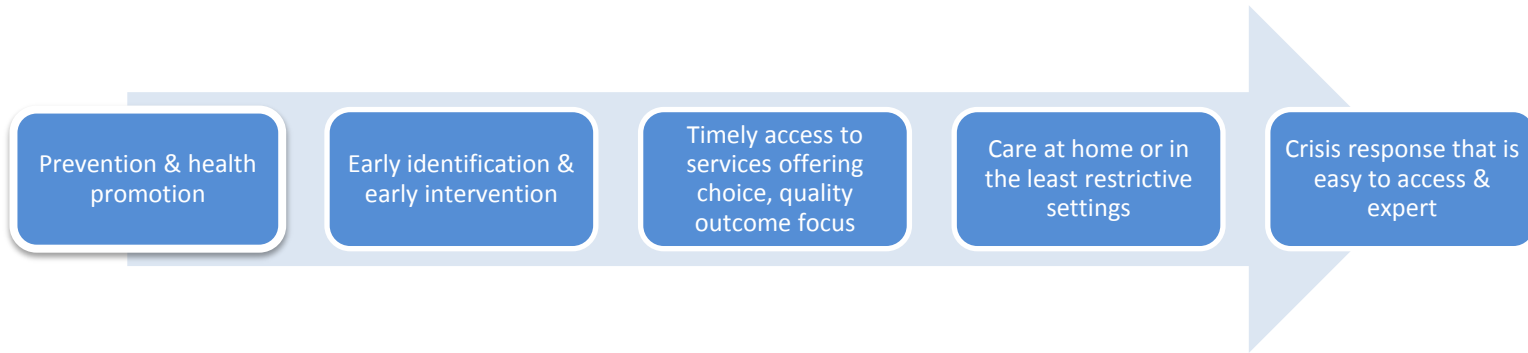 Prevention & health
promotion
Early identification &
early intervention
Timely access to
services offering
choice, quality
outcome focus
Care at home or in
the least restrictive
settings
Crisis response that is
easy to access &
expert